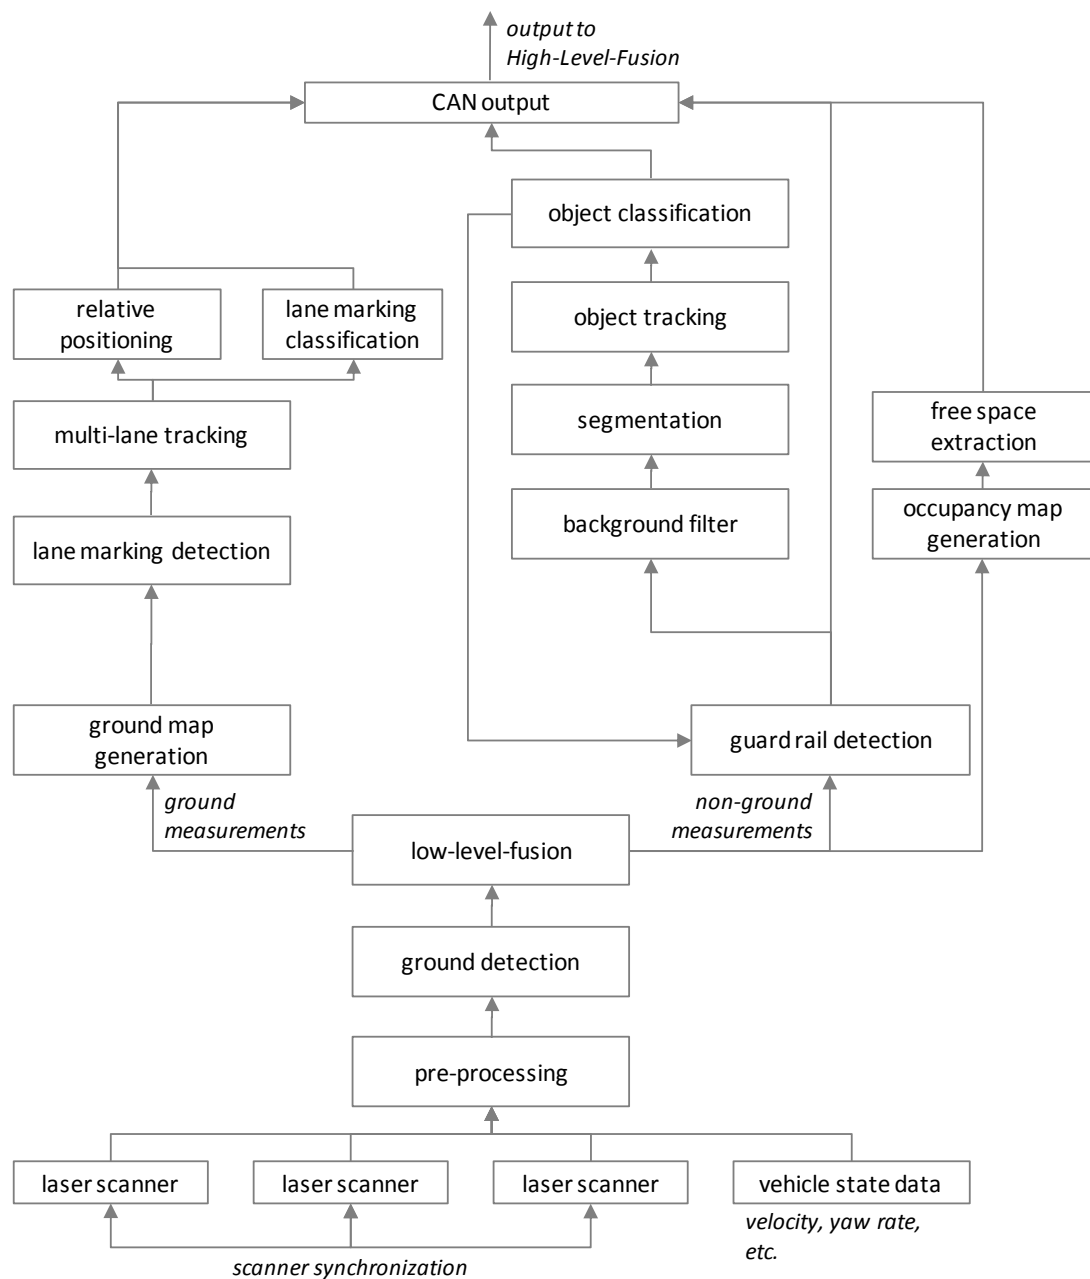 output to
High-Level-Fusion
CAN output
object classification
relative
positioning
lane marking
classification
object tracking
multi-lane tracking
segmentation
free space
extraction
lane marking detection
background filter
occupancy map
generation
ground map
generation
guard rail detection
ground
measurements
non-ground
measurements
low-level-fusion
ground detection
pre-processing
laser scanner
laser scanner
laser scanner
vehicle state data
velocity, yaw rate,
etc.
scanner synchronization